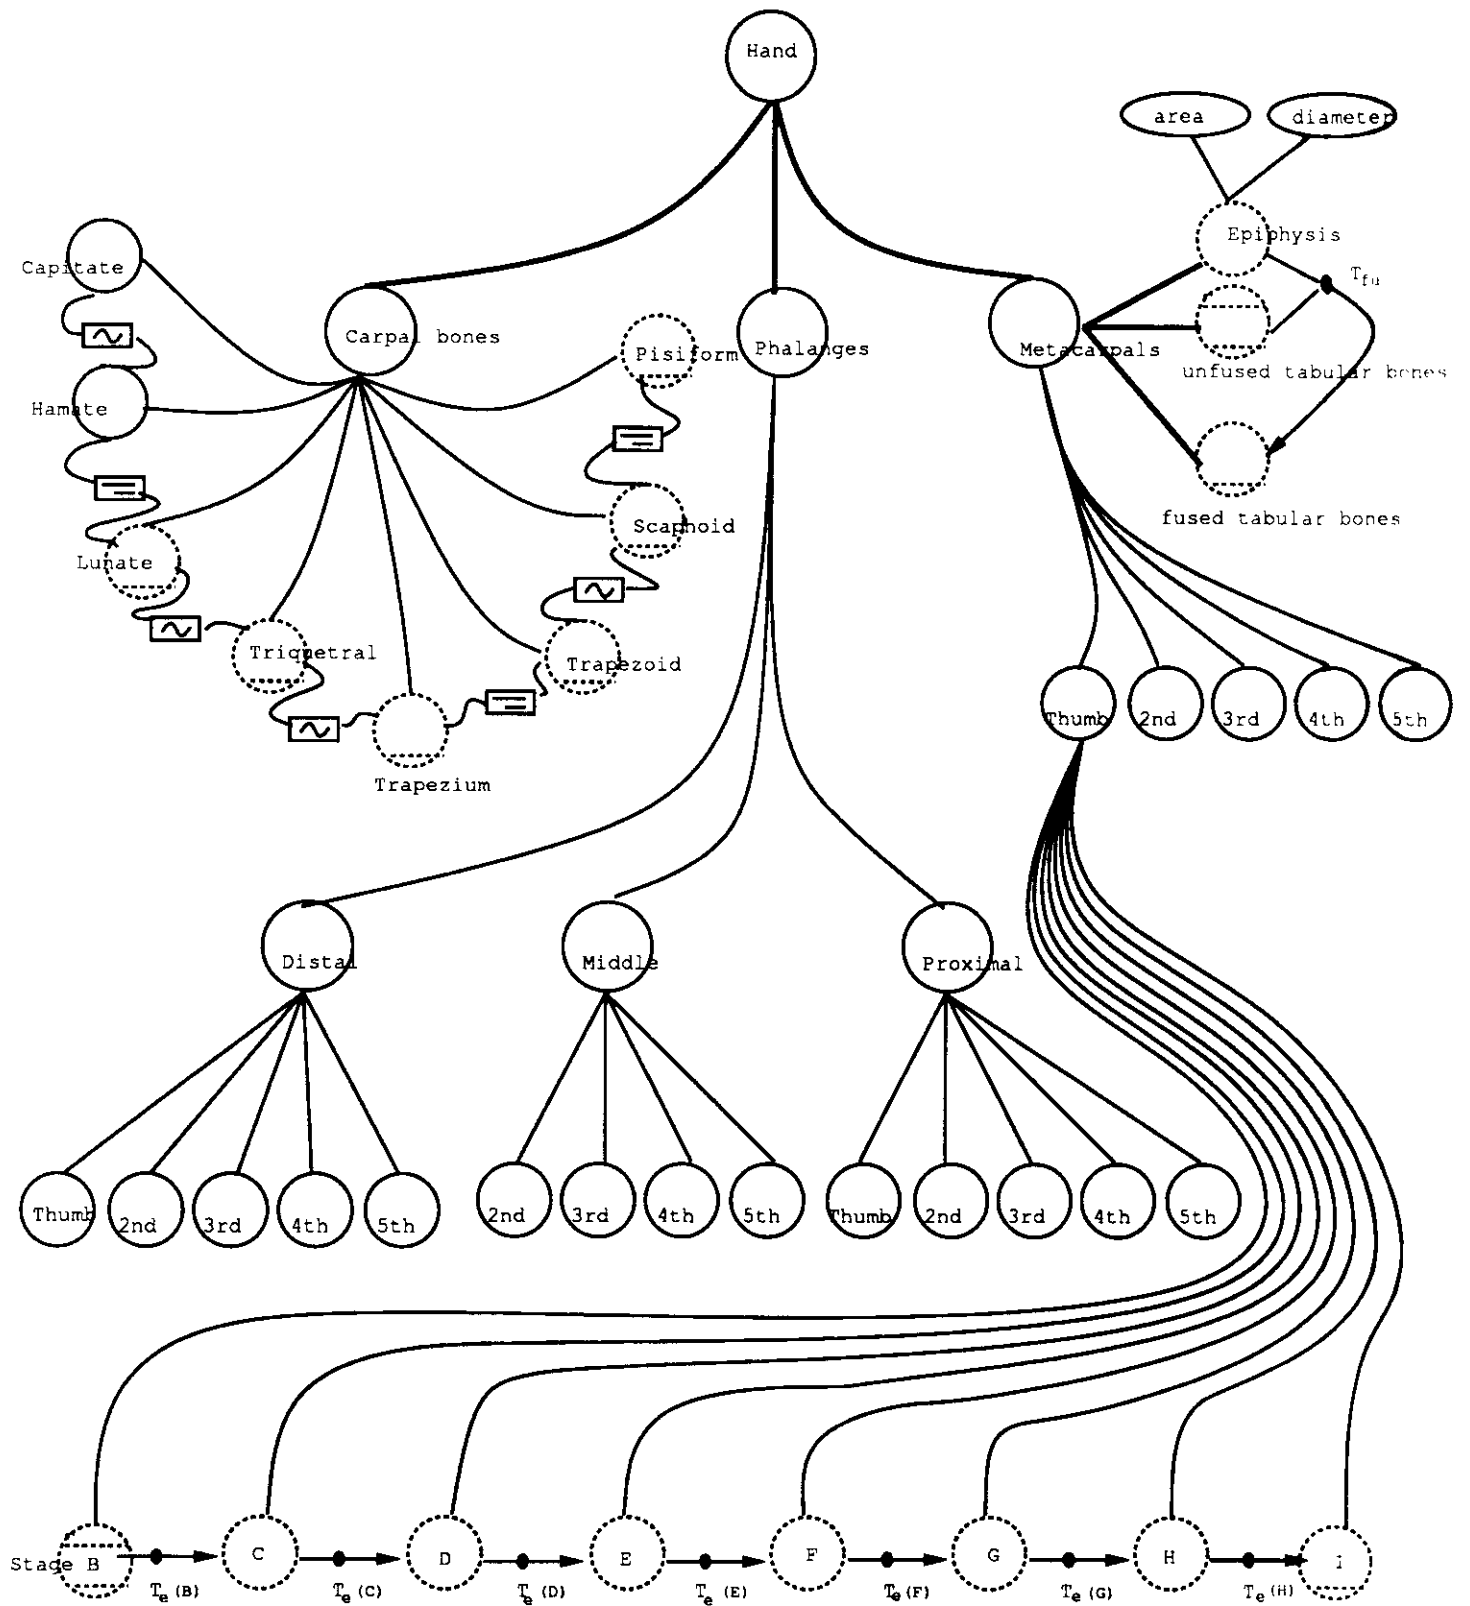 Hand
area
diameter
Epiphysis
T_fu
Capitate
Carpal bones
Pisiform
Phalanges
Metacarpals
unfused tabular bones
Hamate
fused tabular bones
Scaphoid
Lunate
Triquetral
Trapezoid
Thumb 2nd 3rd 4th 5th
Trapezium
Distal
Middle
Proximal
Thumb 2nd 3rd 4th 5th
2nd 3rd 4th 5th
Thumb 2nd 3rd 4th 5th
Stage B C D E F G H I
T_e (B) T_e (C) T_e (D) T_e (E) T_e (F) T_e (G) T_e (H)